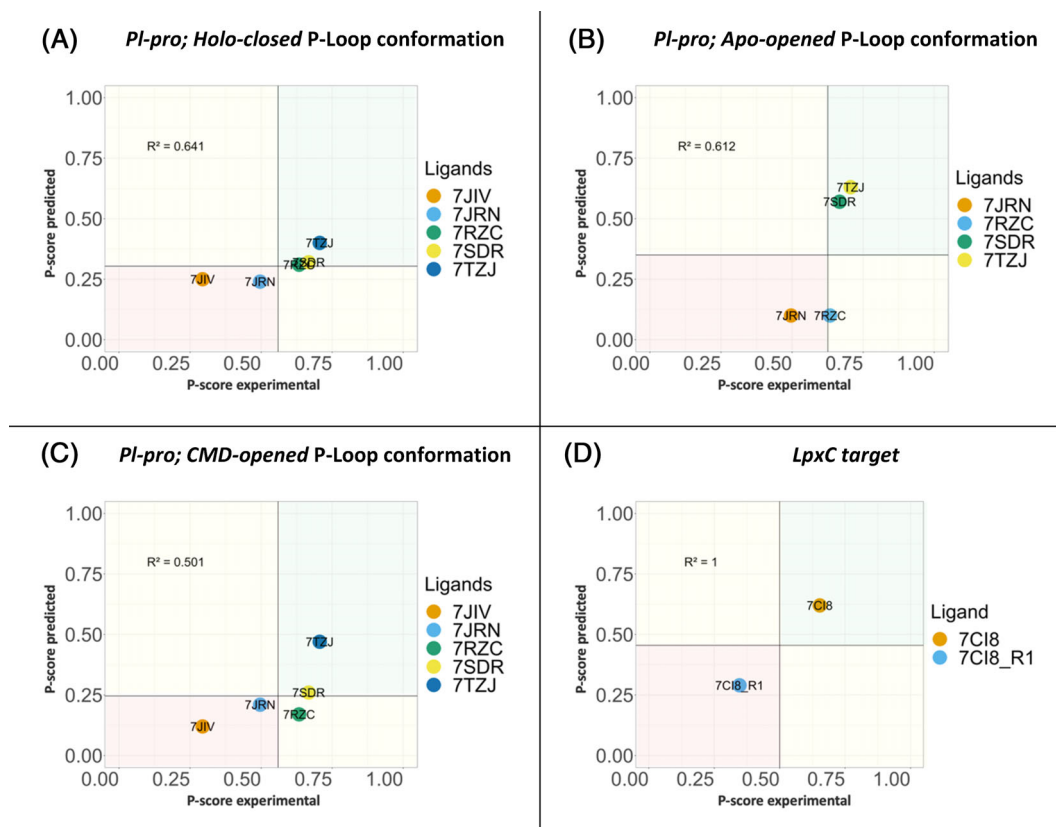 (A) Pl-pro; Holo-closed P-Loop conformation
1.00
R² = 0.641
0.75
0.50
0.25
0.00
P-score predicted
7JIV
7JRN
7RZC
7SDR
7TZJ
0.00 0.25 0.50 0.75 1.00
P-score experimental
Ligands
7JIV
7JRN
7RZC
7SDR
7TZJ
(B) Pl-pro; Apo-opened P-Loop conformation
1.00
R² = 0.612
0.75
0.50
0.25
0.00
P-score predicted
7TZJ
7SDR
7JRN
7RZC
0.00 0.25 0.50 0.75 1.00
P-score experimental
Ligands
7JRN
7RZC
7SDR
7TZJ
(C) Pl-pro; CMD-opened P-Loop conformation
1.00
R² = 0.501
0.75
0.50
0.25
0.00
P-score predicted
7TZJ
7SDR
7JRN
7RZC
7JIV
0.00 0.25 0.50 0.75 1.00
P-score experimental
Ligands
7JIV
7JRN
7RZC
7SDR
7TZJ
(D) LpxC target
1.00
R² = 1
0.75
0.50
0.25
0.00
P-score predicted
7CI8
7CI8_R1
0.00 0.25 0.50 0.75 1.00
P-score experimental
Ligand
7CI8
7CI8_R1